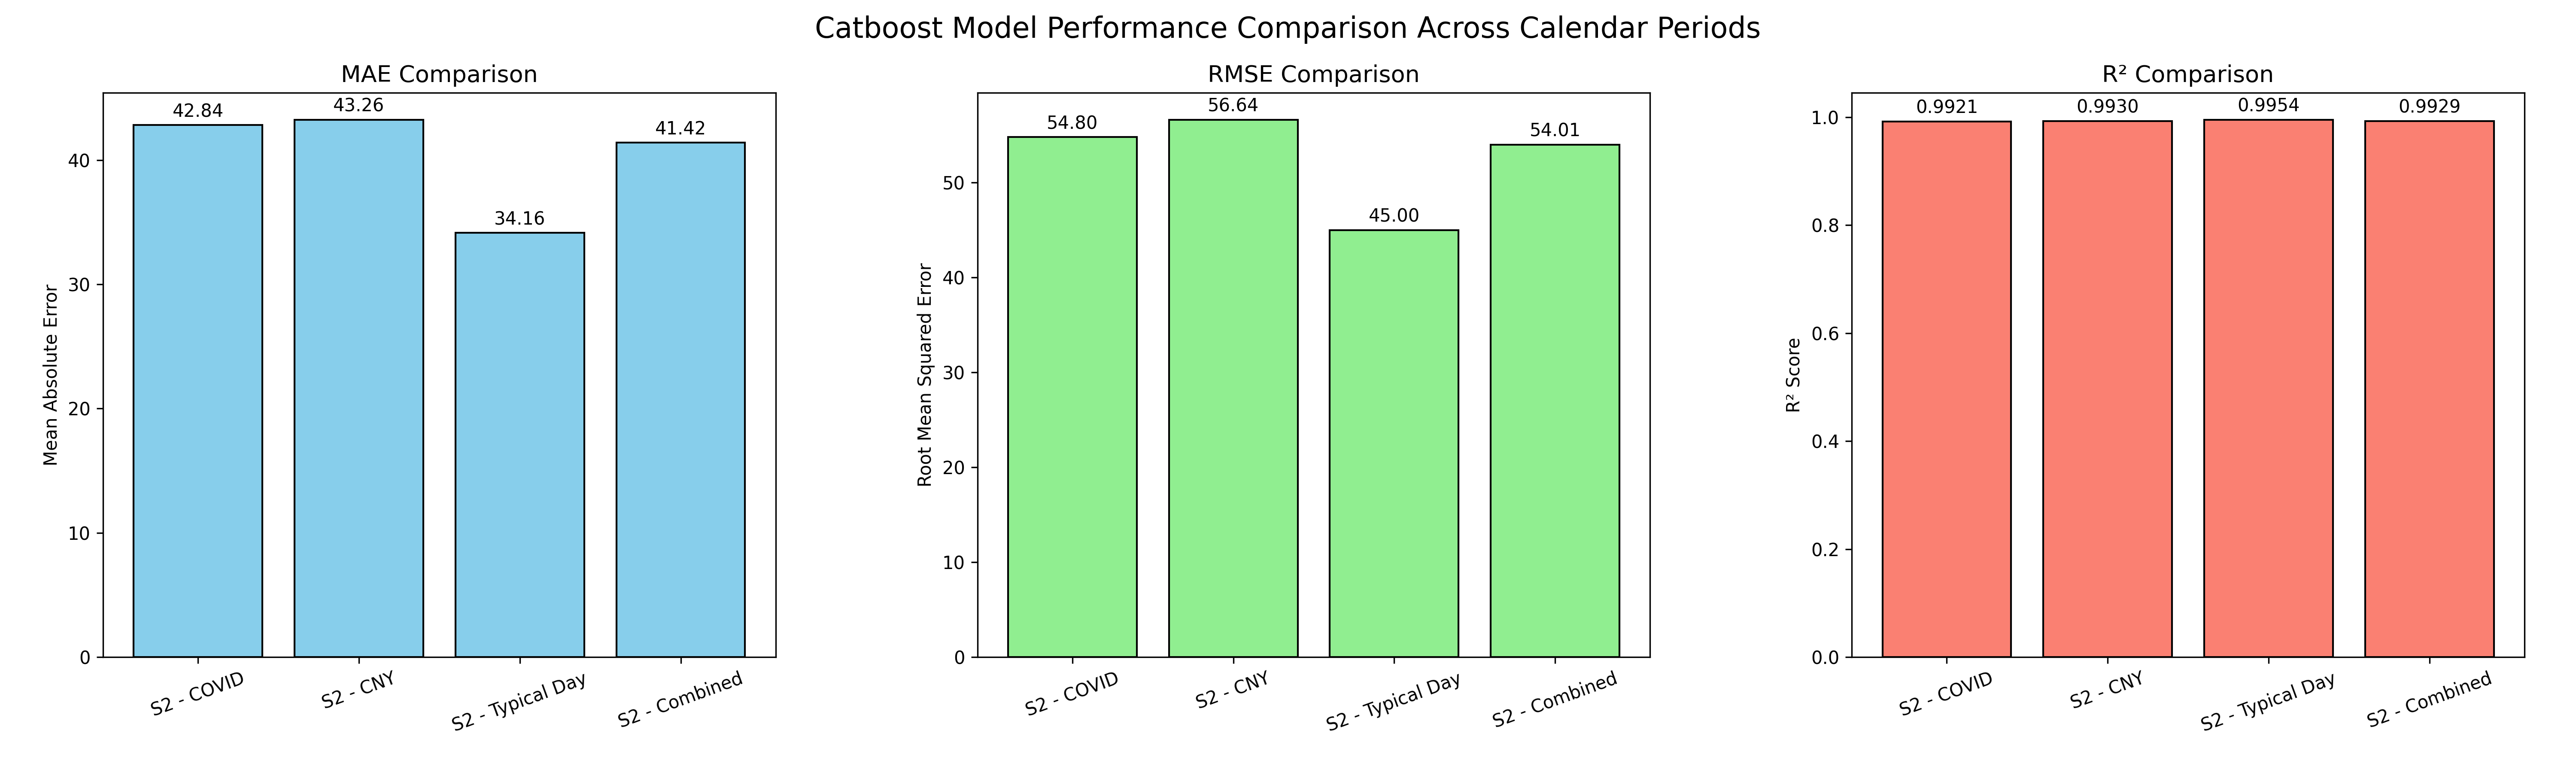 Catboost Model Performance Comparison Across Calendar Periods
MAE Comparison
Mean Absolute Error
40
30
20
10
0
42.84
43.26
34.16
41.42
S2 - COVID
S2 - CNY
S2 - Typical Day
S2 - Combined
RMSE Comparison
Root Mean Squared Error
50
40
30
20
10
0
54.80
56.64
45.00
54.01
S2 - COVID
S2 - CNY
S2 - Typical Day
S2 - Combined
R² Comparison
R² Score
1.0
0.8
0.6
0.4
0.2
0.0
0.9921
0.9930
0.9954
0.9929
S2 - COVID
S2 - CNY
S2 - Typical Day
S2 - Combined